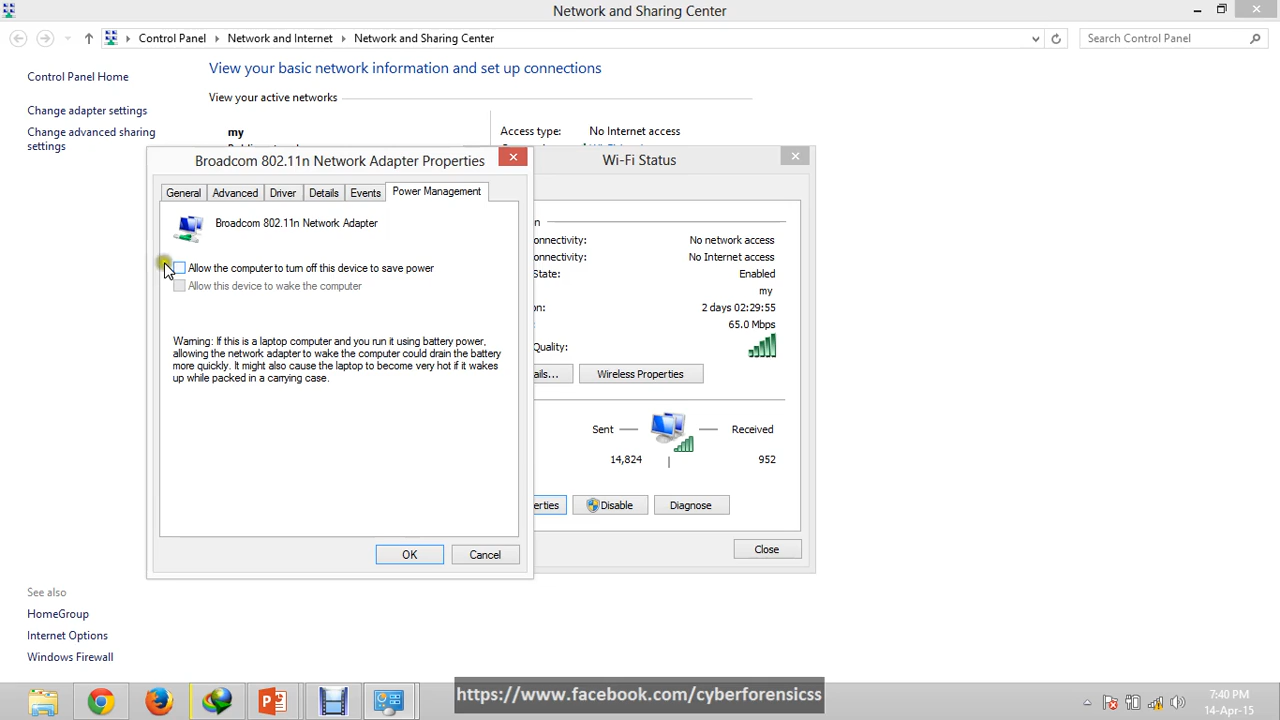 Network and Sharing Center
Control Panel
Network and Internet
Network and Sharing Center
Search Control Panel
Control Panel Home
Change adapter settings
Change advanced sharing
settings
View your basic network information and set up connections
View your active networks
my
Access type:
No Internet access
Broadcom 802.11n Network Adapter Properties
General
Advanced
Driver
Details
Events
Power Management
Broadcom 802.11n Network Adapter
Allow the computer to turn off this device to save power
Allow this device to wake the computer
Warning: If this is a laptop computer and you run it using battery power,
allowing the network adapter to wake the computer could drain the battery
more quickly. It might also cause the laptop to become very hot if it wakes
up while packed in a carrying case.
OK
Cancel
Wi-Fi Status
on
onnectivity:
No network access
onnectivity:
No Internet access
State:
Enabled
my
on:
2 days 02:29:55
:
65.0 Mbps
Quality:
ails...
Wireless Properties
Sent
Received
14,824
952
erties
Disable
Diagnose
Close
See also
HomeGroup
Internet Options
Windows Firewall
https://www.facebook.com/cyberforensicss
7:40 PM
14-Apr-15